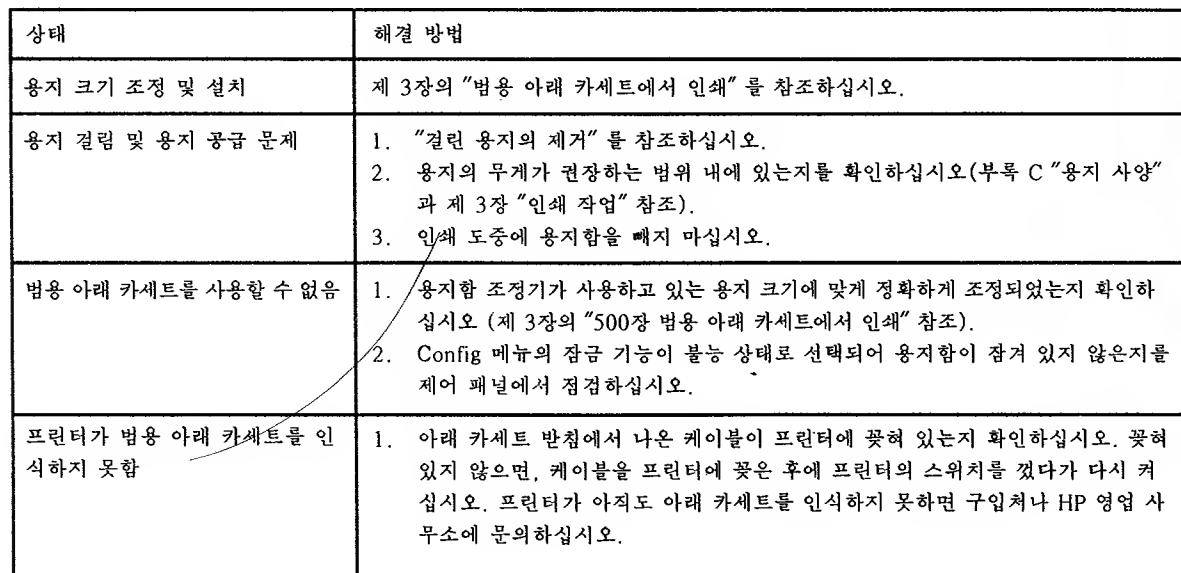 상태
해결 방법
용지 크기 조정 및 설치
제 3장의 "범용 아래 카세트에서 인쇄" 를 참조하십시오.
용지 걸림 및 용지 공급 문제
1. "걸린 용지의 제거" 를 참조하십시오.
2. 용지의 무게가 권장하는 범위 내에 있는지를 확인하십시오(부록 C "용지 사양"
과 제 3장 "인쇄 작업" 참조).
3. 인쇄 도중에 용지함을 빼지 마십시오.
범용 아래 카세트를 사용할 수 없음
1. 용지함 조정기가 사용하고 있는 용지 크기에 맞게 정확하게 조정되었는지 확인하
십시오 (제 3장의 "500장 범용 아래 카세트에서 인쇄" 참조).
2. Config 메뉴의 잠금 기능이 불능 상태로 선택되어 용지함이 잠겨 있지 않은지를
제어 패널에서 점검하십시오.
프린터가 범용 아래 카세트를 인
식하지 못함
1. 아래 카세트 받침에서 나온 케이블이 프린터에 꽂혀 있는지 확인하십시오. 꽂혀
있지 않으면, 케이블을 프린터에 꽂은 후에 프린터의 스위치를 껐다가 다시 켜
십시오. 프린터가 아직도 아래 카세트를 인식하지 못하면 구입처나 HP 영업 사
무소에 문의하십시오.